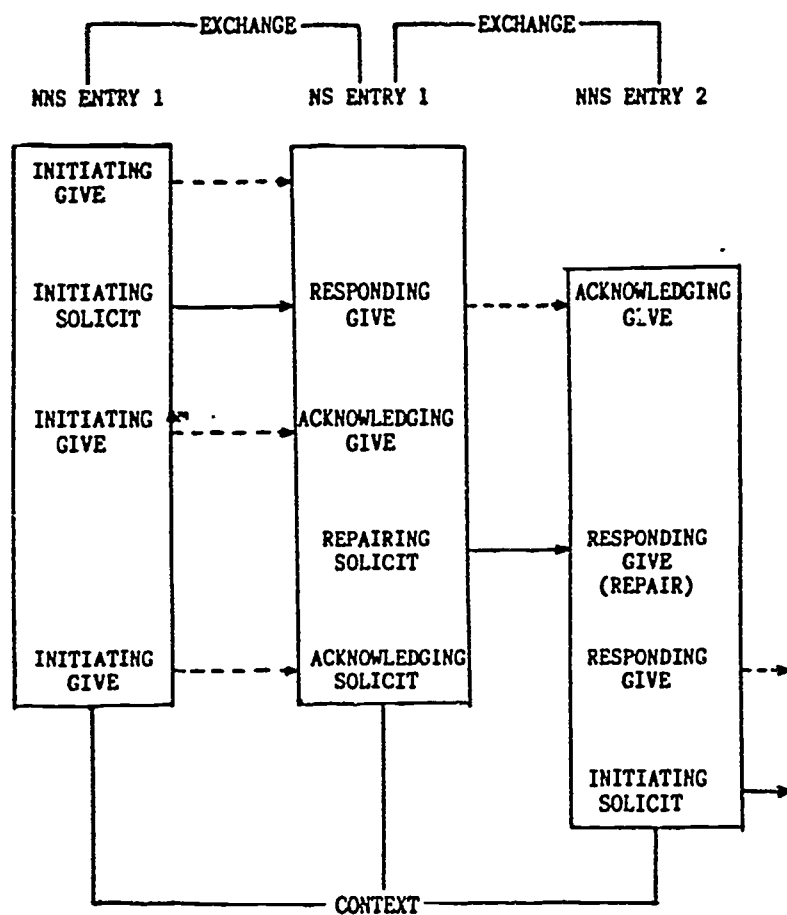 EXCHANGE EXCHANGE
NNS ENTRY 1 NS ENTRY 1 NNS ENTRY 2
INITIATING
GIVE
INITIATING RESPONDING ACKNOWLEDGING
SOLICIT GIVE GIVE
INITIATING ACKNOWLEDGING
GIVE GIVE
REPAIRING RESPONDING
SOLICIT GIVE
(REPAIR)
INITIATING ACKNOWLEDGING RESPONDING
GIVE SOLICIT GIVE
INITIATING
SOLICIT
CONTEXT